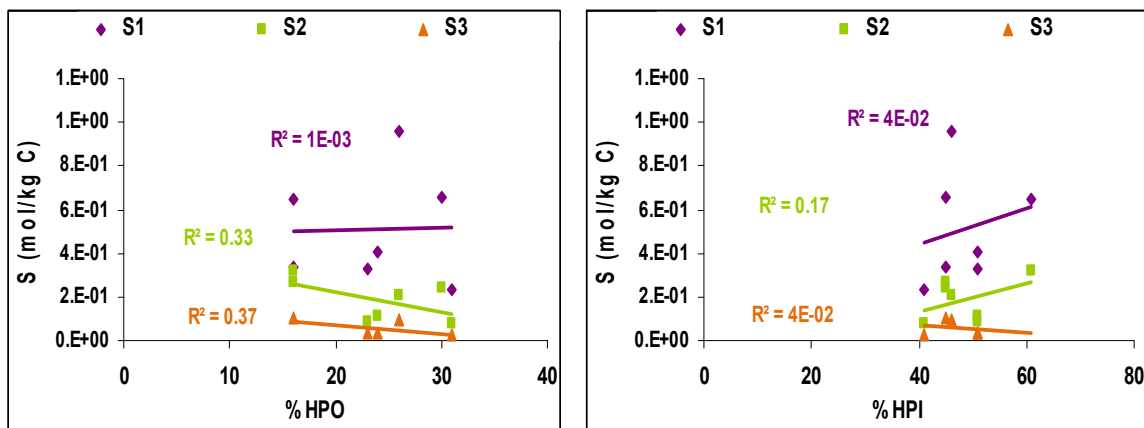 S1 S2 S3
1.E+00
1.E+00
R² = 1E-03
8.E-01
6.E-01
R² = 0.33
4.E-01
2.E-01
R² = 0.37
0.E+00
S (mol/kg C)
0 10 20 30 40
%HPO
S1 S2 S3
1.E+00
1.E+00
R² = 4E-02
8.E-01
6.E-01
R² = 0.17
4.E-01
2.E-01
R² = 4E-02
0.E+00
S (mol/kg C)
0 20 40 60 80
%HPI